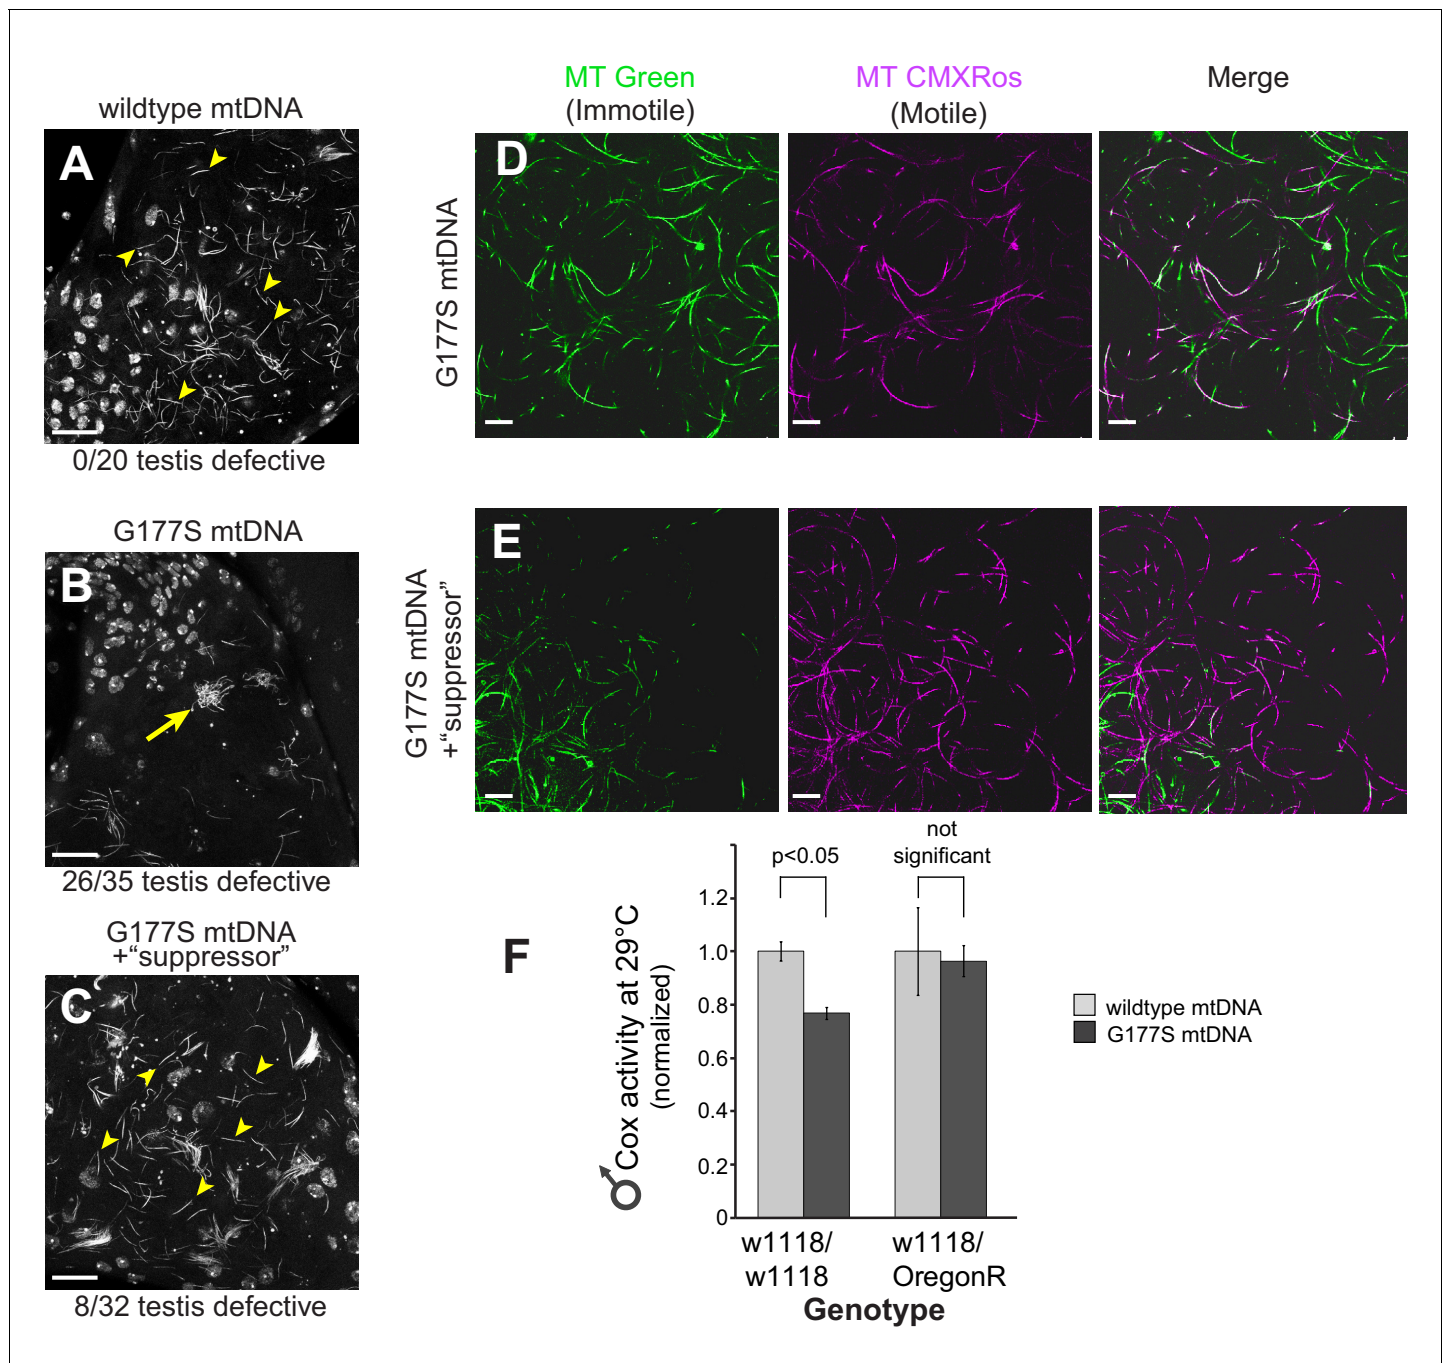 wildtype mtDNA
A
0/20 testis defective
G177S mtDNA
B
26/35 testis defective
G177S mtDNA
+“suppressor”
C
8/32 testis defective
MT Green
(Immotile)
MT CMXRos
(Motile)
Merge
G177S mtDNA
D
G177S mtDNA
+“suppressor”
E
F
Cox activity at 29°C
(normalized)
p<0.05
not
significant
1.2
1.0
0.8
0.6
0.4
0.2
0
w1118/
w1118
w1118/
OregonR
Genotype
wildtype mtDNA
G177S mtDNA